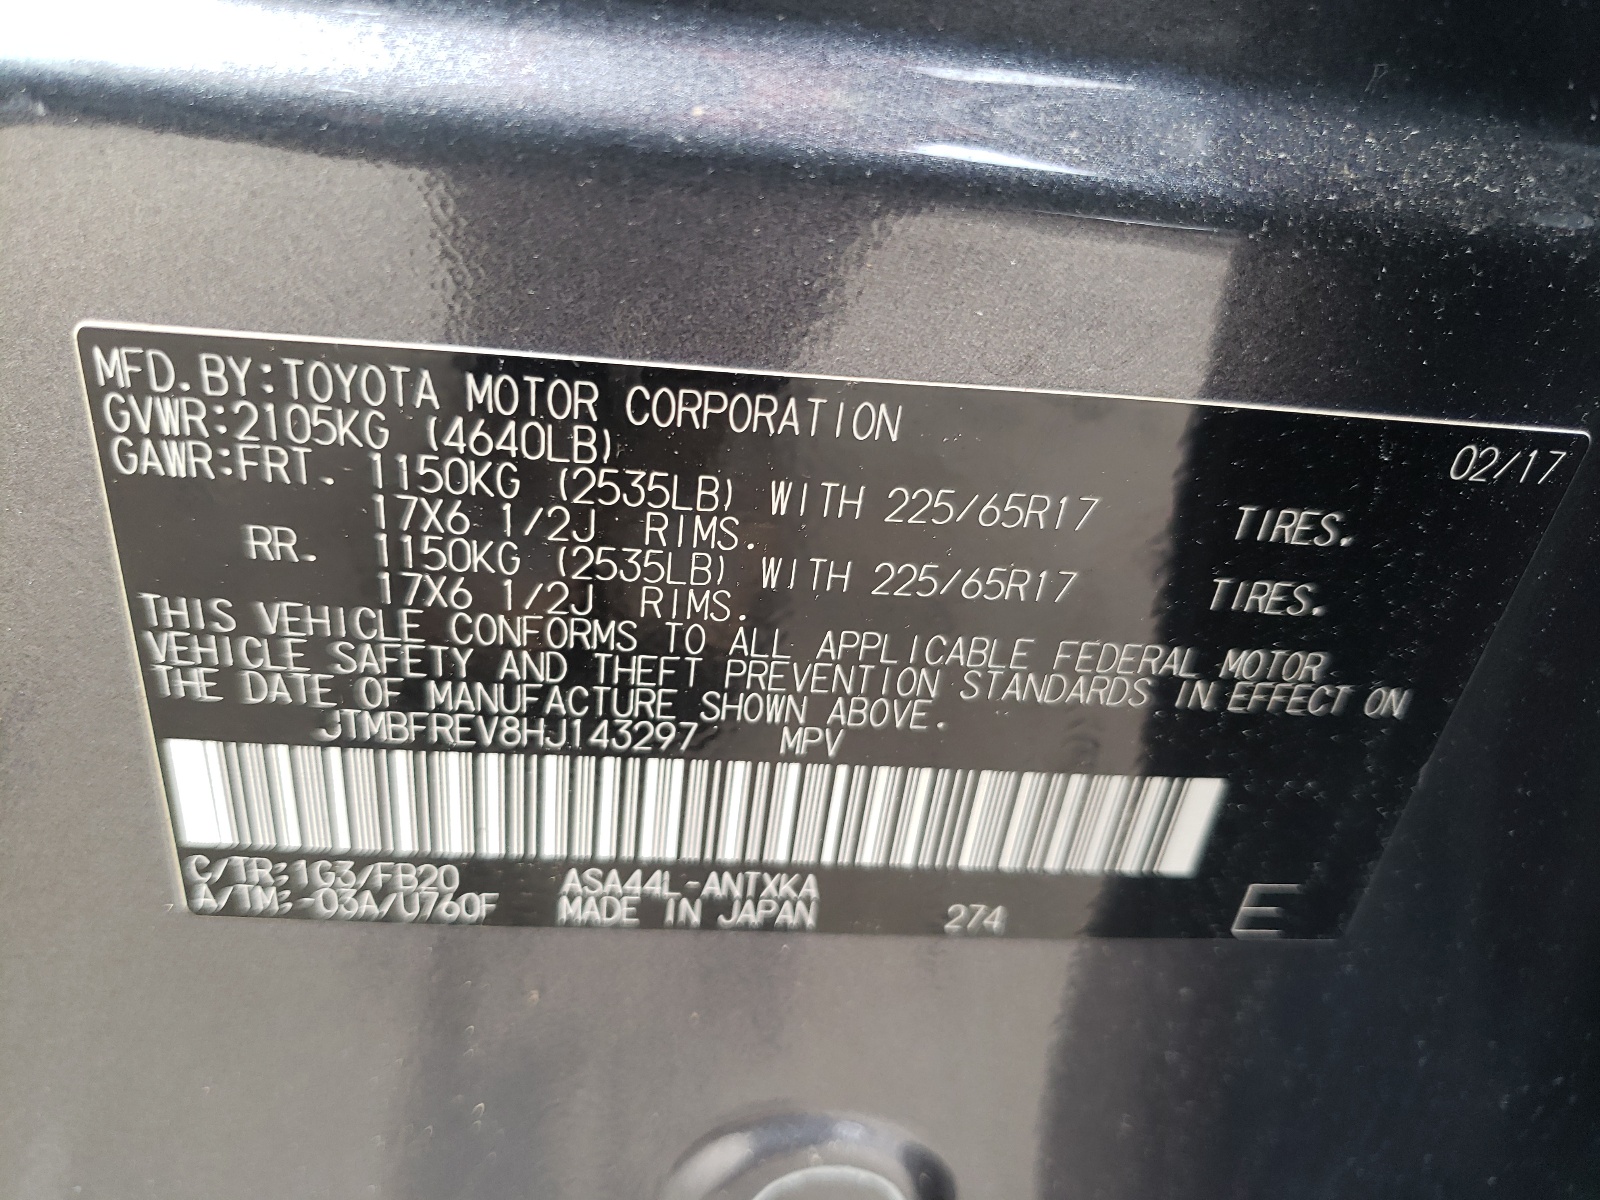 MFD.BY:TOYOTA MOTOR CORPORATION 02/17
GVWR:2105KG (4640LB)
GAWR:FRT. 1150KG (2535LB) WITH 225/65R17 TIRES.
17X6 1/2J RIMS.
RR. 1150KG (2535LB) WITH 225/65R17 TIRES.
17X6 1/2J RIMS.
THIS VEHICLE CONFORMS TO ALL APPLICABLE FEDERAL MOTOR
VEHICLE SAFETY AND THEFT PREVENTION STANDARDS IN EFFECT ON
THE DATE OF MANUFACTURE SHOWN ABOVE.
JTMBFREV8HJ143297 MPV
C/TR:1G3/FB20 ASA44L-ANTXKA
A/TM:-03A/U760F MADE IN JAPAN 274 E